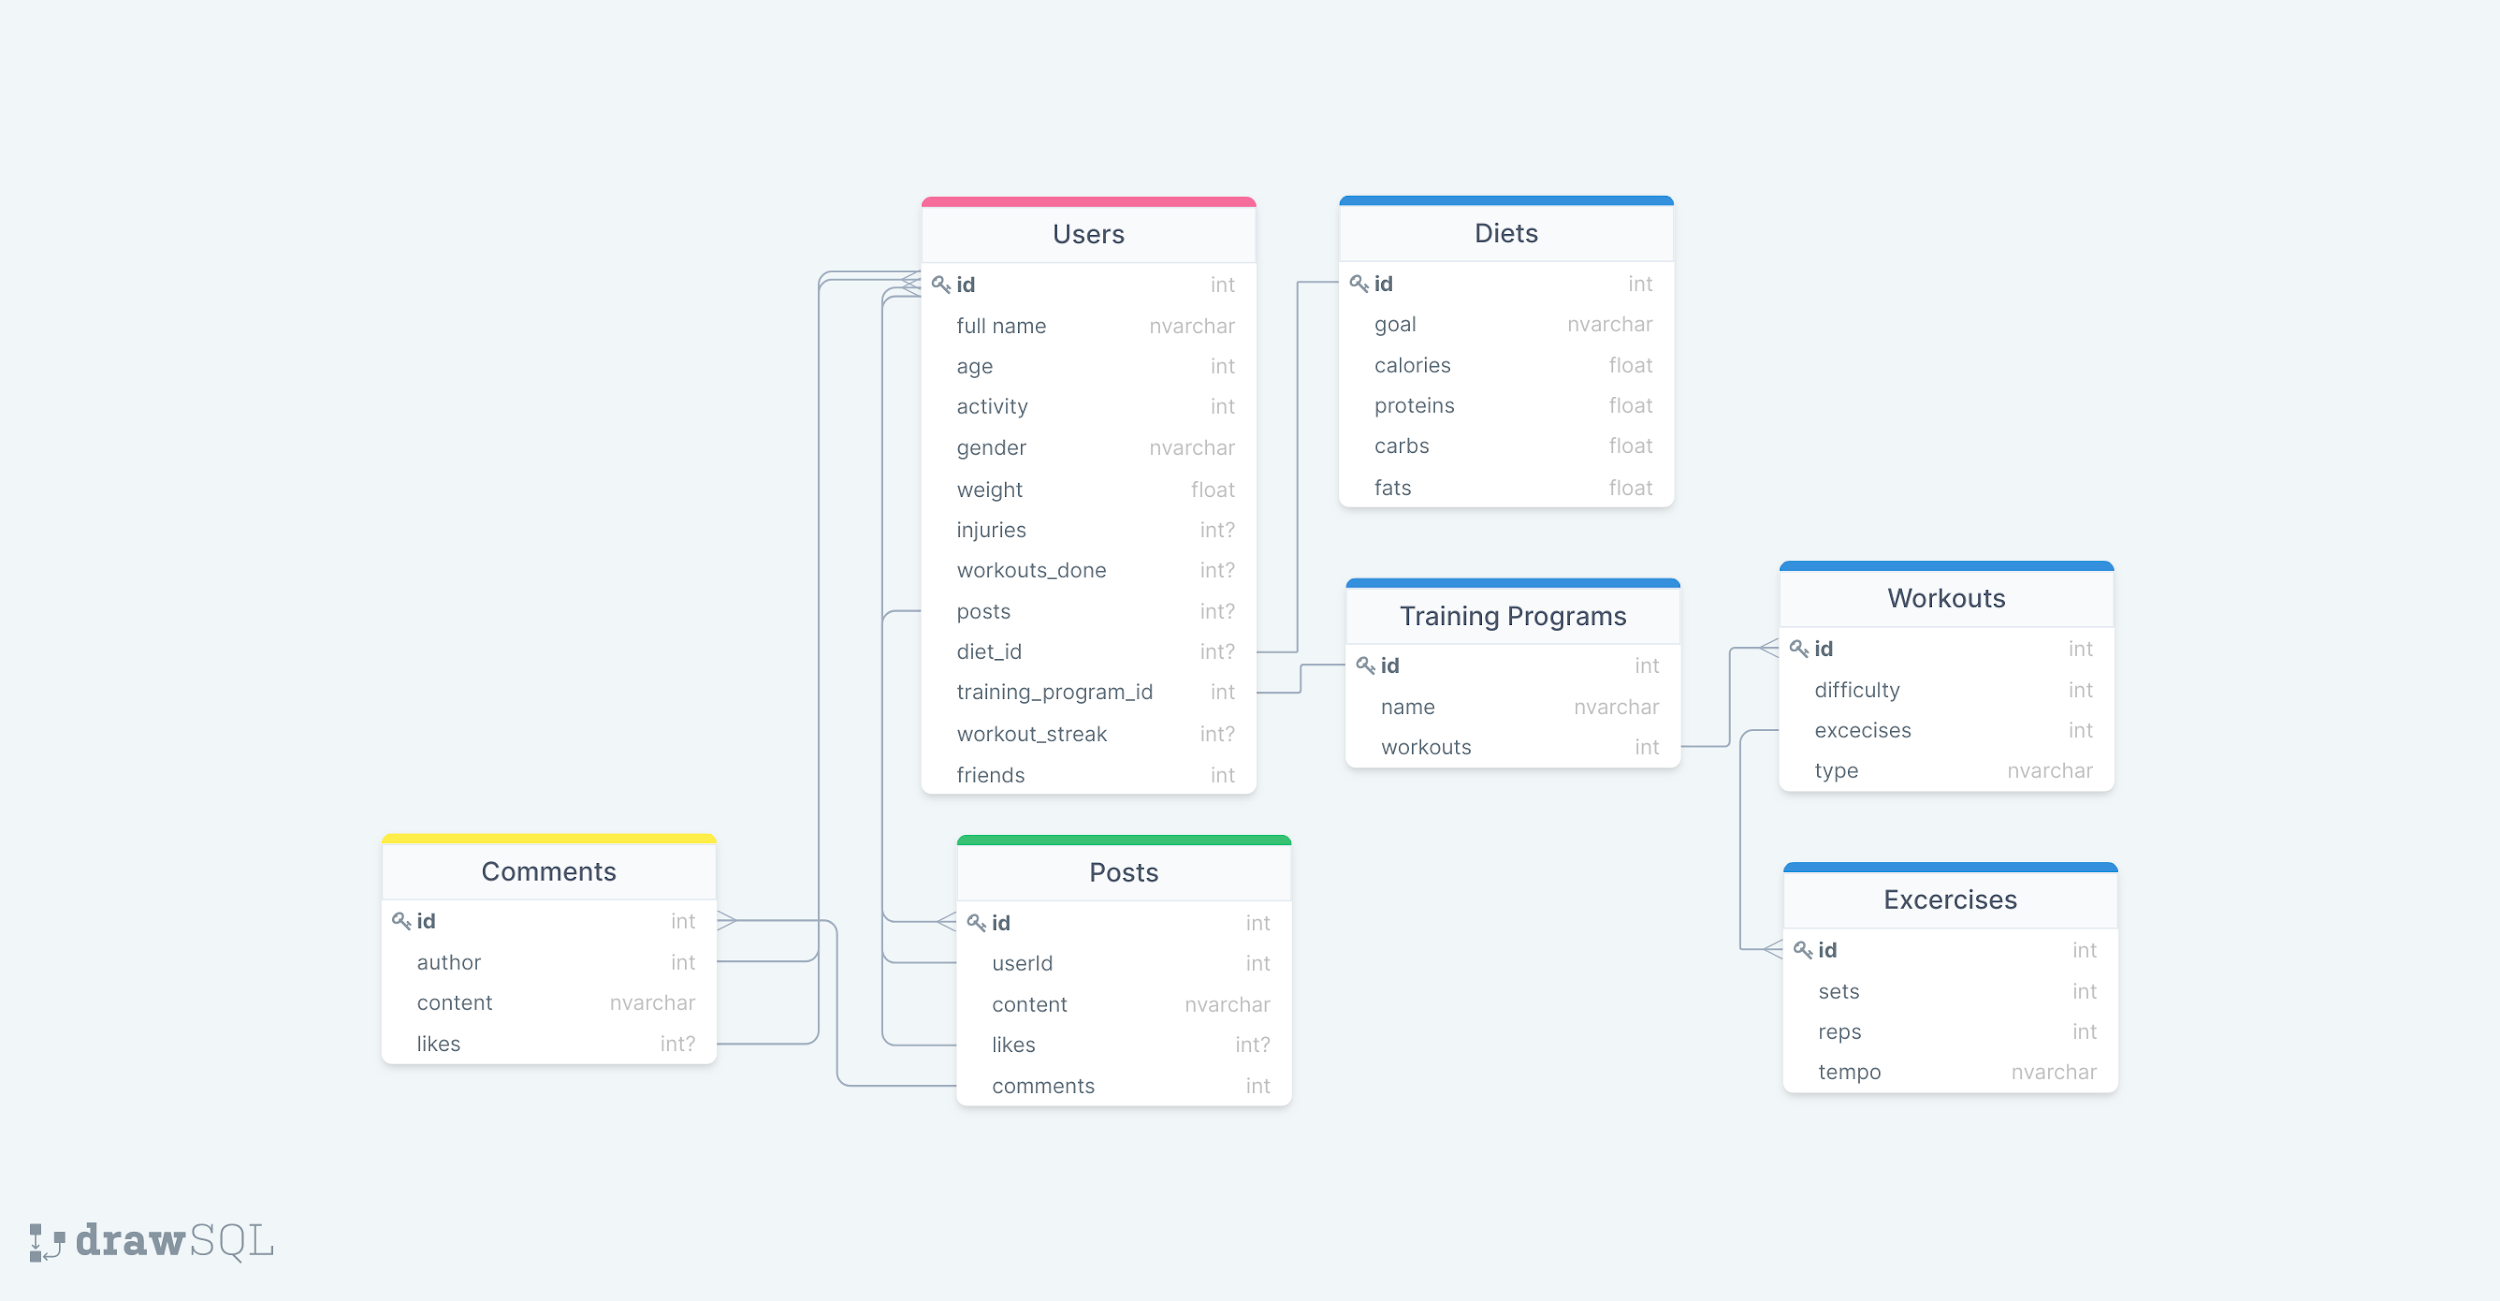 Users
id int
full name nvarchar
age int
activity int
gender nvarchar
weight float
injuries int?
workouts_done int?
posts int?
diet_id int?
training_program_id int
workout_streak int?
friends int
Diets
id int
goal nvarchar
calories float
proteins float
carbs float
fats float
Training Programs
id int
name nvarchar
workouts int
Workouts
id int
difficulty int
excecises int
type nvarchar
Comments
id int
author int
content nvarchar
likes int?
Posts
id int
userId int
content nvarchar
likes int?
comments int
Excercises
id int
sets int
reps int
tempo nvarchar
drawSQL